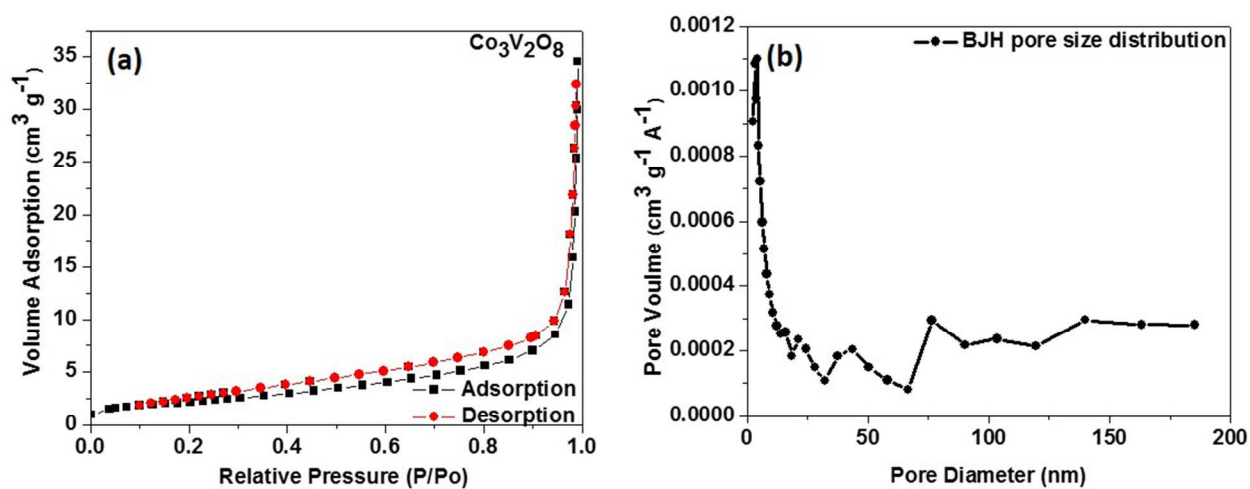 (a)
Co3V2O8
Volume Adsorption (cm3 g-1)
35
30
25
20
15
10
5
0
Adsorption
Desorption
0.0
0.2
0.4
0.6
0.8
1.0
Relative Pressure (P/Po)
(b)
BJH pore size distribution
Pore Voulme (cm3 g-1 A-1)
0.0012
0.0010
0.0008
0.0006
0.0004
0.0002
0.0000
0
50
100
150
200
Pore Diameter (nm)